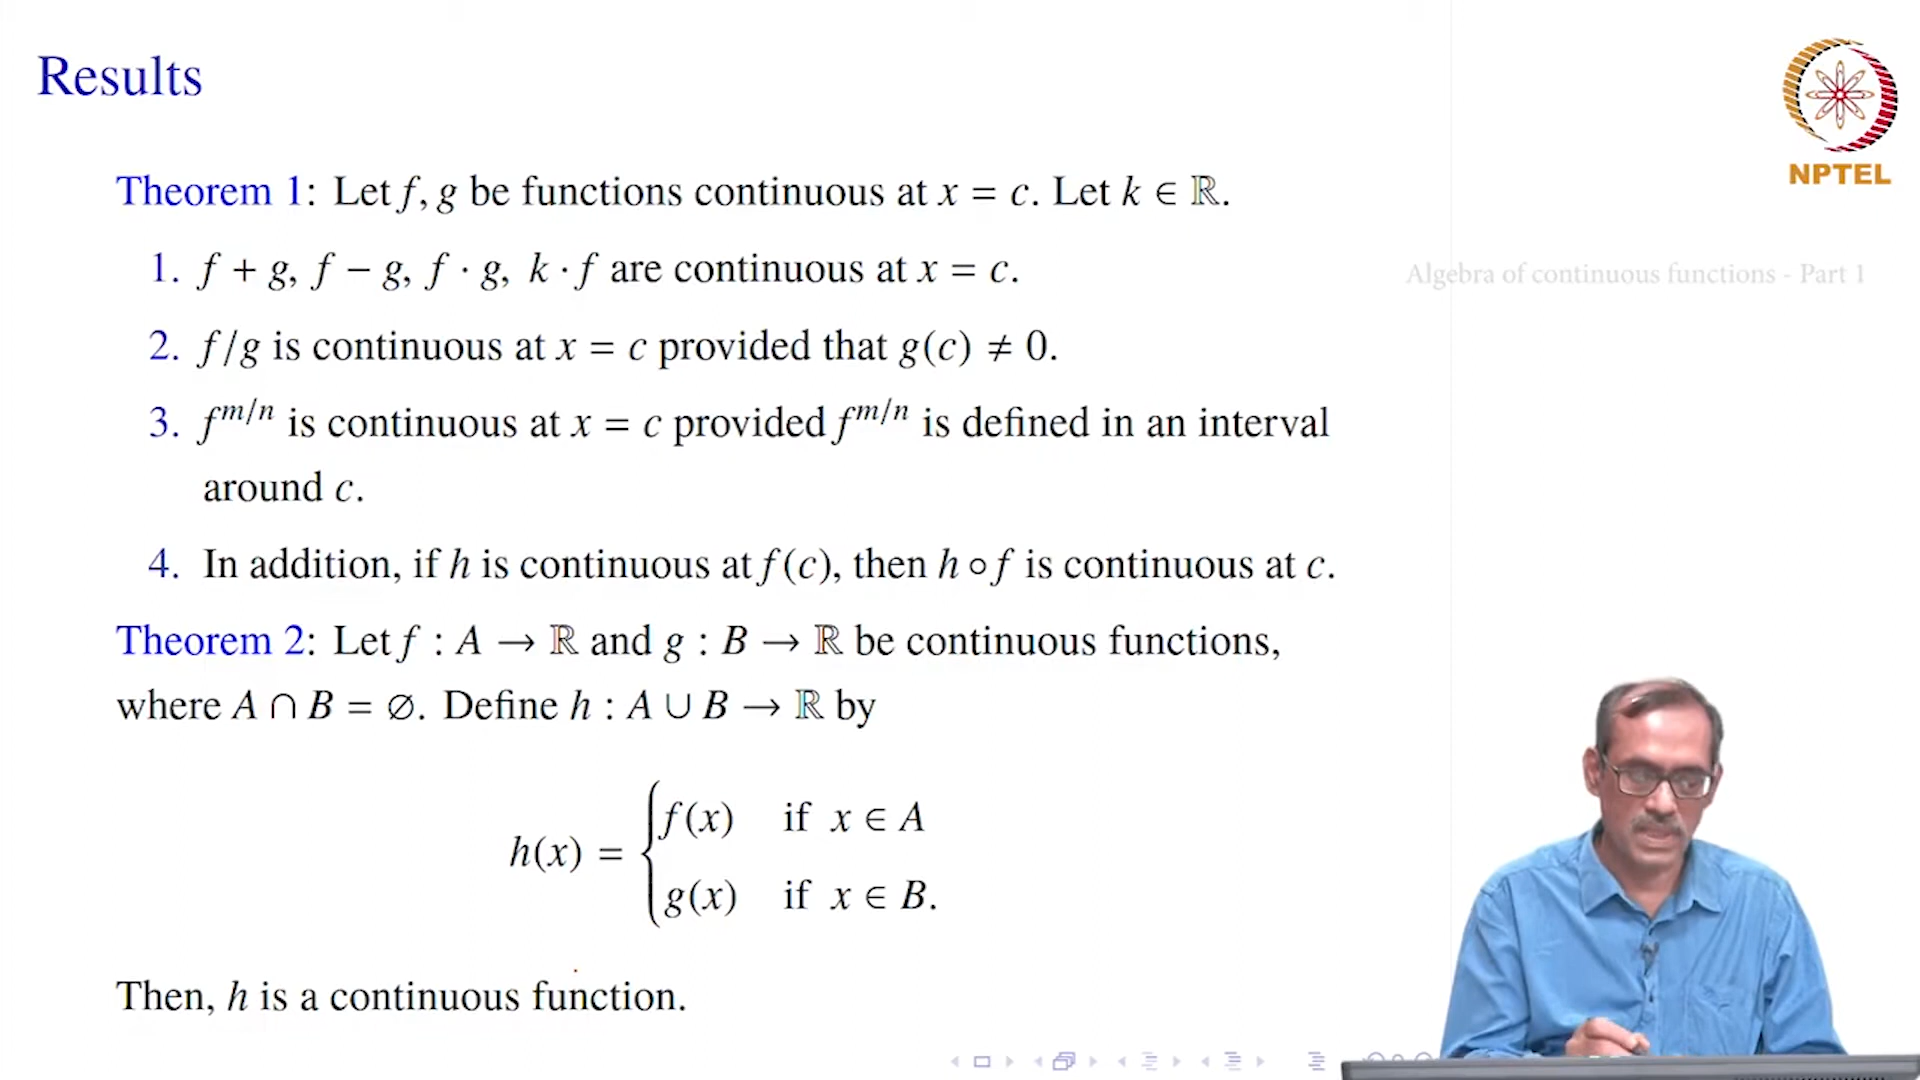 Results
NPTEL
Theorem 1: Let f, g be functions continuous at x = c. Let k ∈ ℝ.
1. f + g, f − g, f · g, k · f are continuous at x = c.
Algebra of continuous functions - Part 1
2. f/g is continuous at x = c provided that g(c) ≠ 0.
3. f^{m/n} is continuous at x = c provided f^{m/n} is defined in an interval
around c.
4. In addition, if h is continuous at f(c), then h ∘ f is continuous at c.
Theorem 2: Let f : A → ℝ and g : B → ℝ be continuous functions,
where A ∩ B = ∅. Define h : A ∪ B → ℝ by
h(x) = { f(x) if x ∈ A
g(x) if x ∈ B.
Then, h is a continuous function.